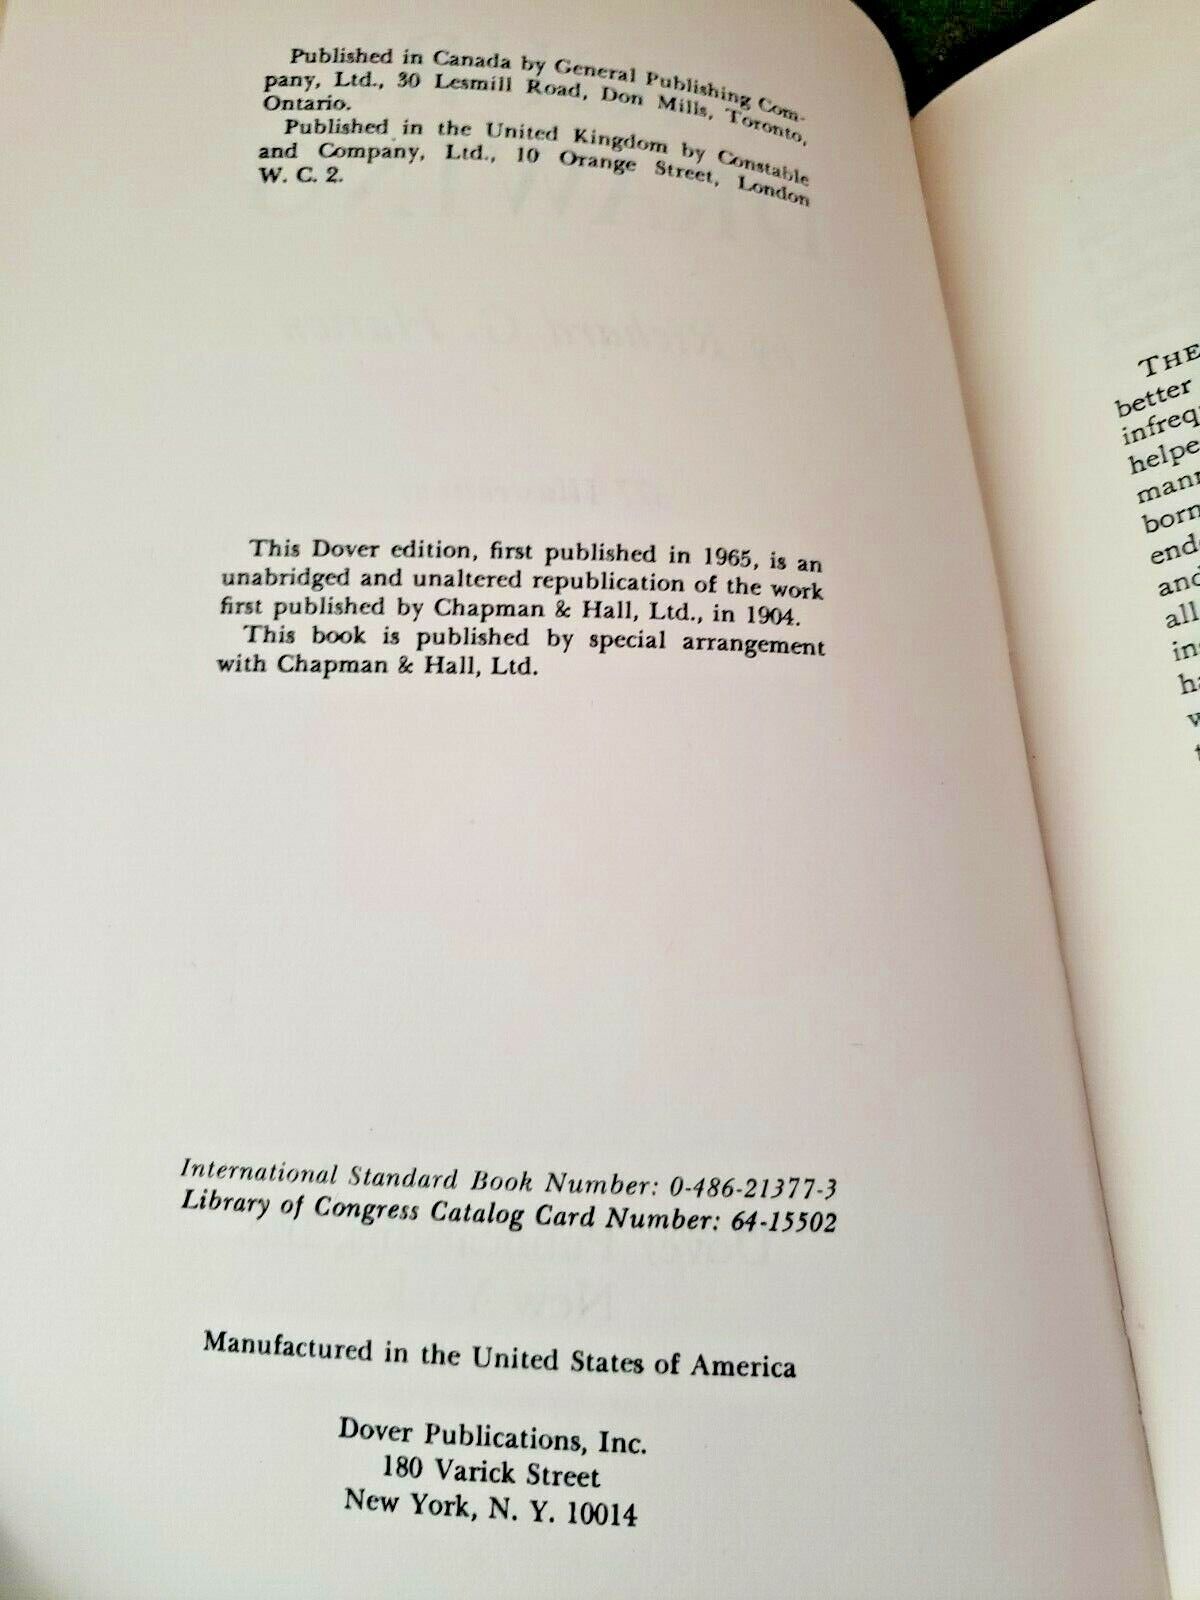 Published in Canada by General Publishing Com-
pany, Ltd., 30 Lesmill Road, Don Mills, Toronto,
Ontario.
Published in the United Kingdom by Constable
and Company, Ltd., 10 Orange Street, London
W. C. 2.
This Dover edition, first published in 1965, is an
unabridged and unaltered republication of the work
first published by Chapman & Hall, Ltd., in 1904.
This book is published by special arrangement
with Chapman & Hall, Ltd.
International Standard Book Number: 0-486-21377-3
Library of Congress Catalog Card Number: 64-15502
Manufactured in the United States of America
Dover Publications, Inc.
180 Varick Street
New York, N. Y. 10014
THE
better
infreq
helpe
mann
born
end
and
all
in
ha
w
t